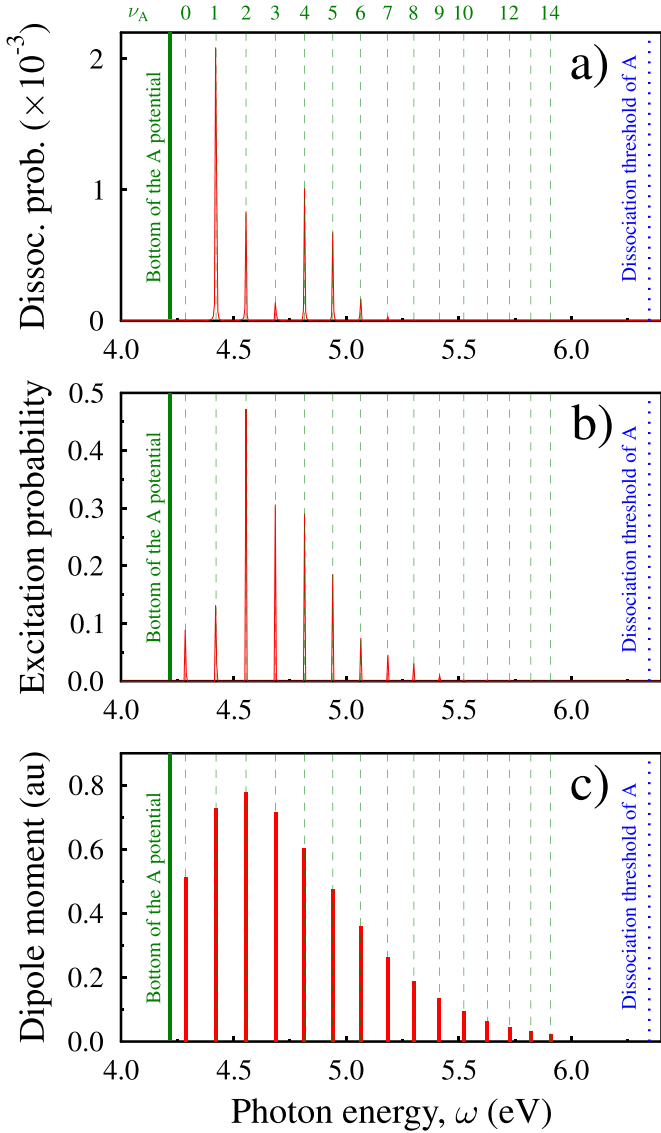 ν_A 0 1 2 3 4 5 6 7 8 9 10 12 14
a)
Dissoc. prob. (×10⁻³)
2
1
0
Bottom of the A potential
Dissociation threshold of A
4.0 4.5 5.0 5.5 6.0
b)
Excitation probability
0.5
0.4
0.3
0.2
0.1
0.0
Bottom of the A potential
Dissociation threshold of A
4.0 4.5 5.0 5.5 6.0
c)
Dipole moment (au)
0.8
0.6
0.4
0.2
0.0
Bottom of the A potential
Dissociation threshold of A
4.0 4.5 5.0 5.5 6.0
Photon energy, ω (eV)